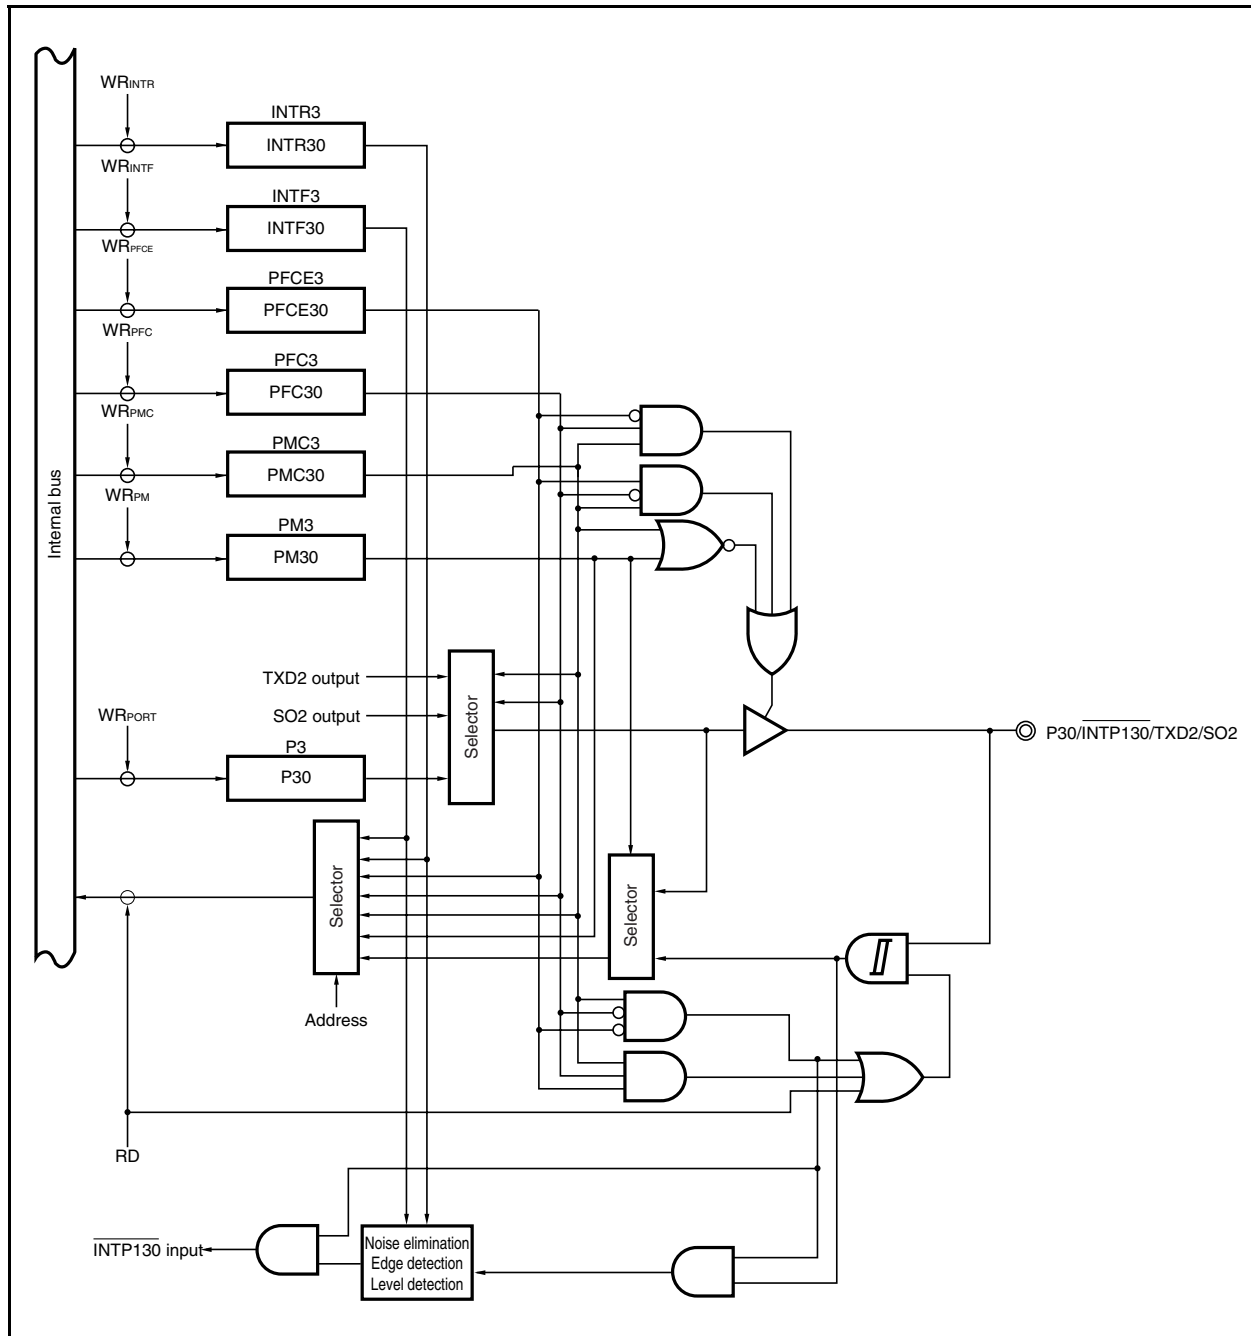 WRINTR
INTR3
INTR30
WRINTF
INTF3
INTF30
WRPFCE
PFCE3
PFCE30
WRPFC
PFC3
PFC30
WRPMC
PMC3
PMC30
WRPM
PM3
PM30
Internal bus
TXD2 output
SO2 output
Selector
WRPORT
P3
P30
P30/INTP130/TXD2/SO2
Selector
Selector
Address
RD
INTP130 input
Noise elimination
Edge detection
Level detection